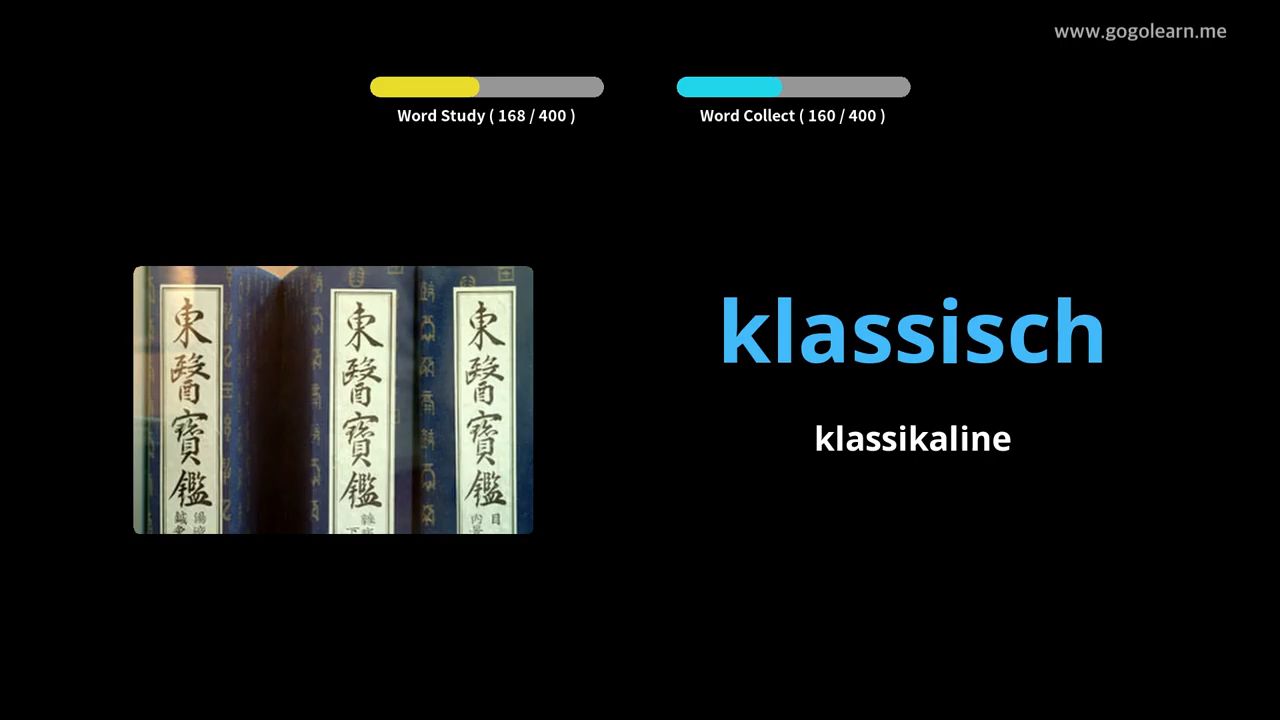 www.gogolearn.me
Word Study ( 168 / 400 )
Word Collect ( 160 / 400 )
東醫寶鑑
東醫寶鑑
東醫寶鑑
klassisch
klassikaline